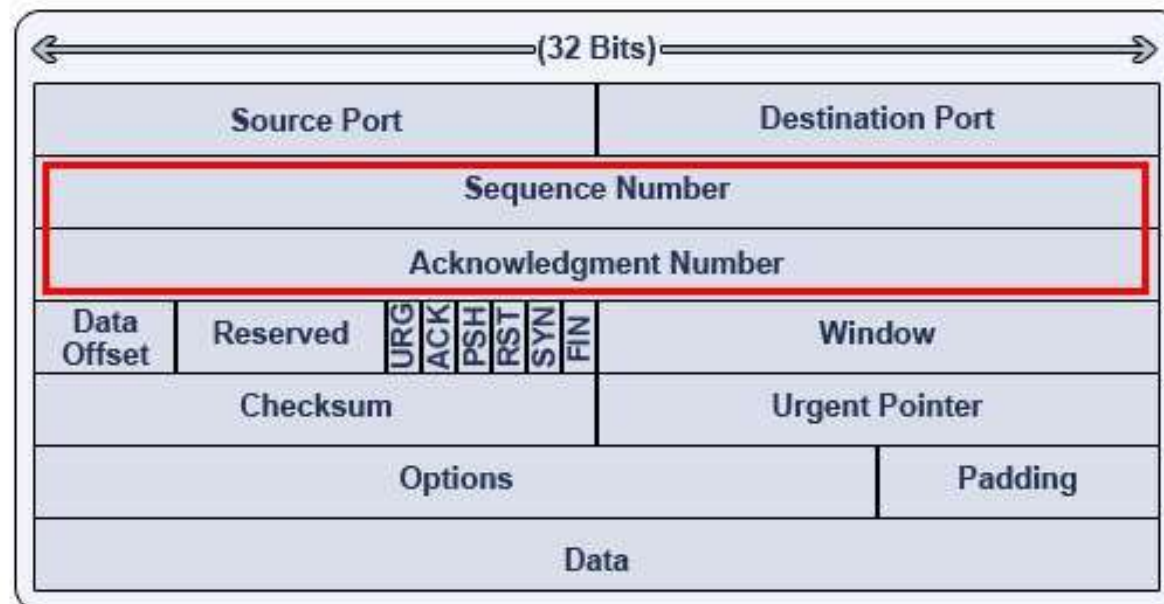 (32 Bits)
Source Port Destination Port
Sequence Number
Acknowledgment Number
Data Offset Reserved URG ACK PSH RST SYN FIN Window
Checksum Urgent Pointer
Options Padding
Data